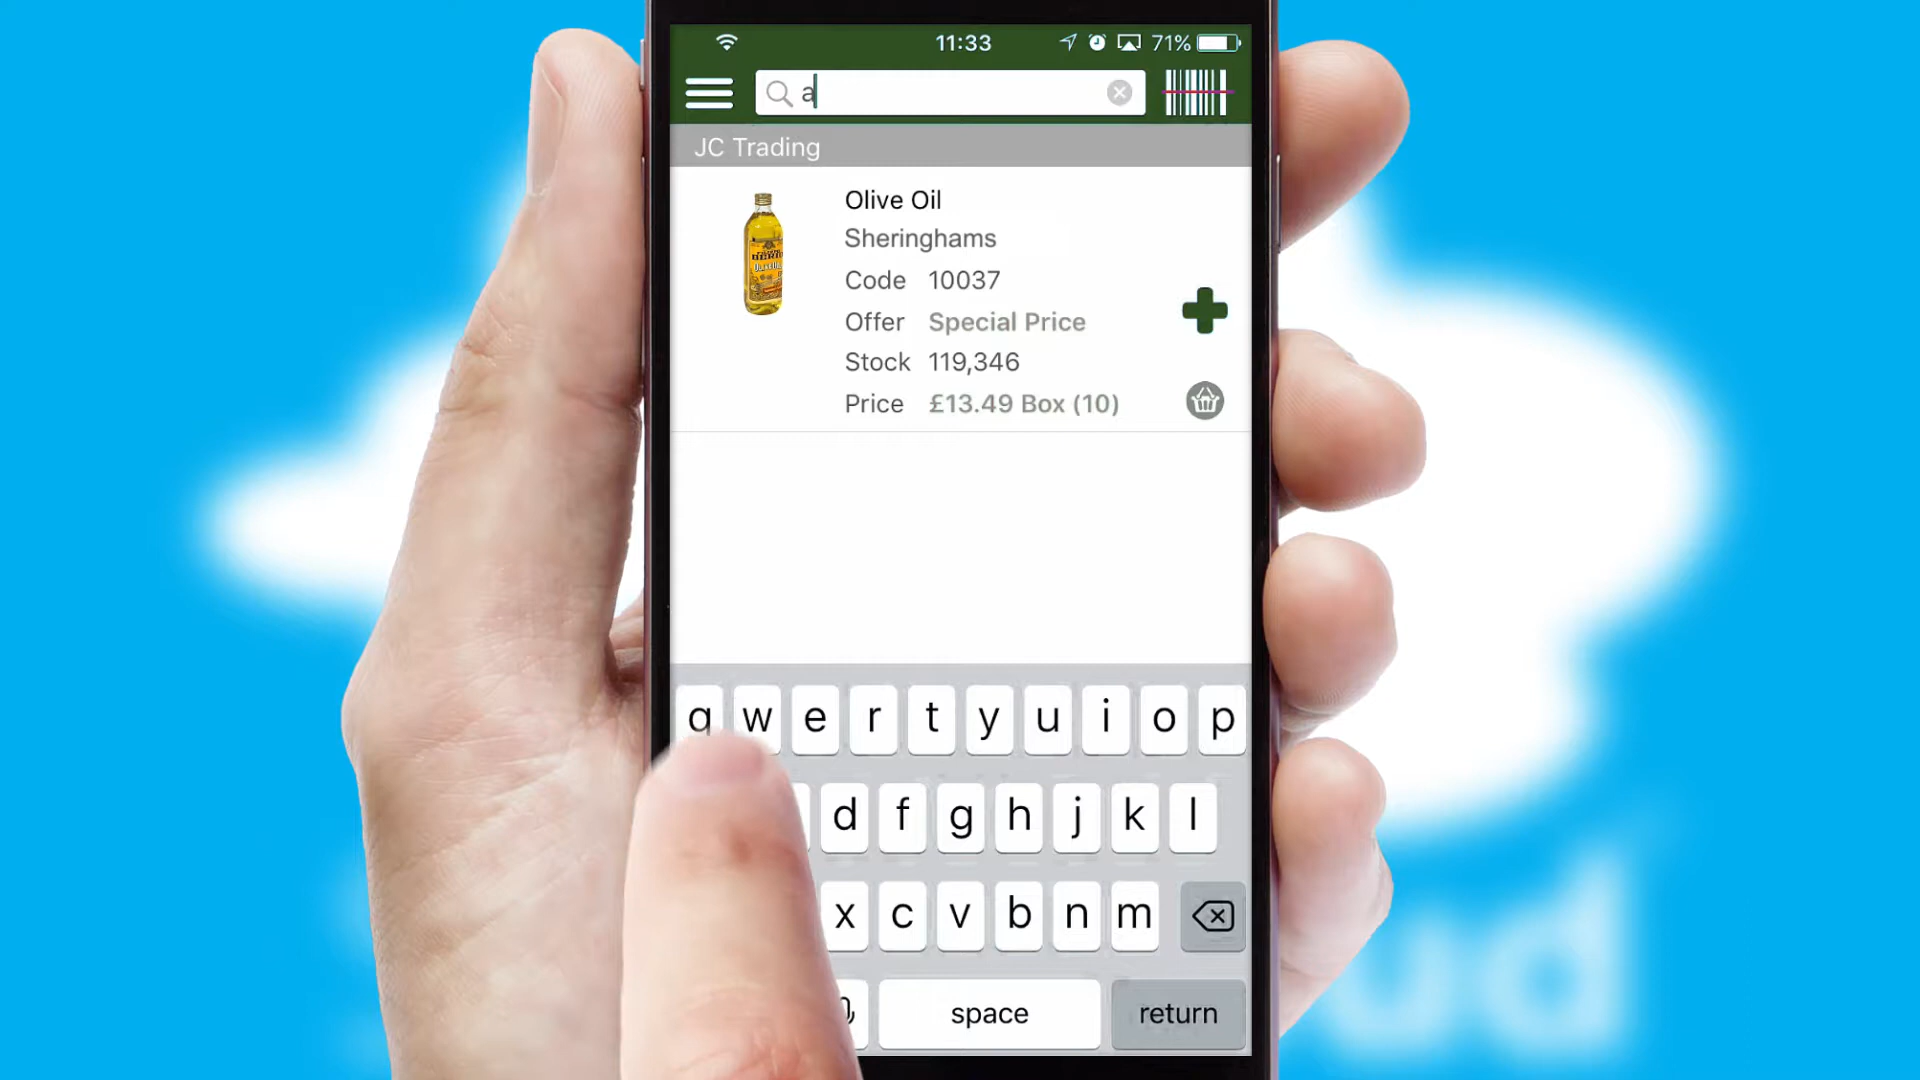 11:33
71%
a
JC Trading
Olive Oil
Sheringhams
Code 10037
Offer Special Price
Stock 119,346
Price £13.49 Box (10)
q w e r t y u i o p
d f g h j k l
x c v b n m
space return
ud